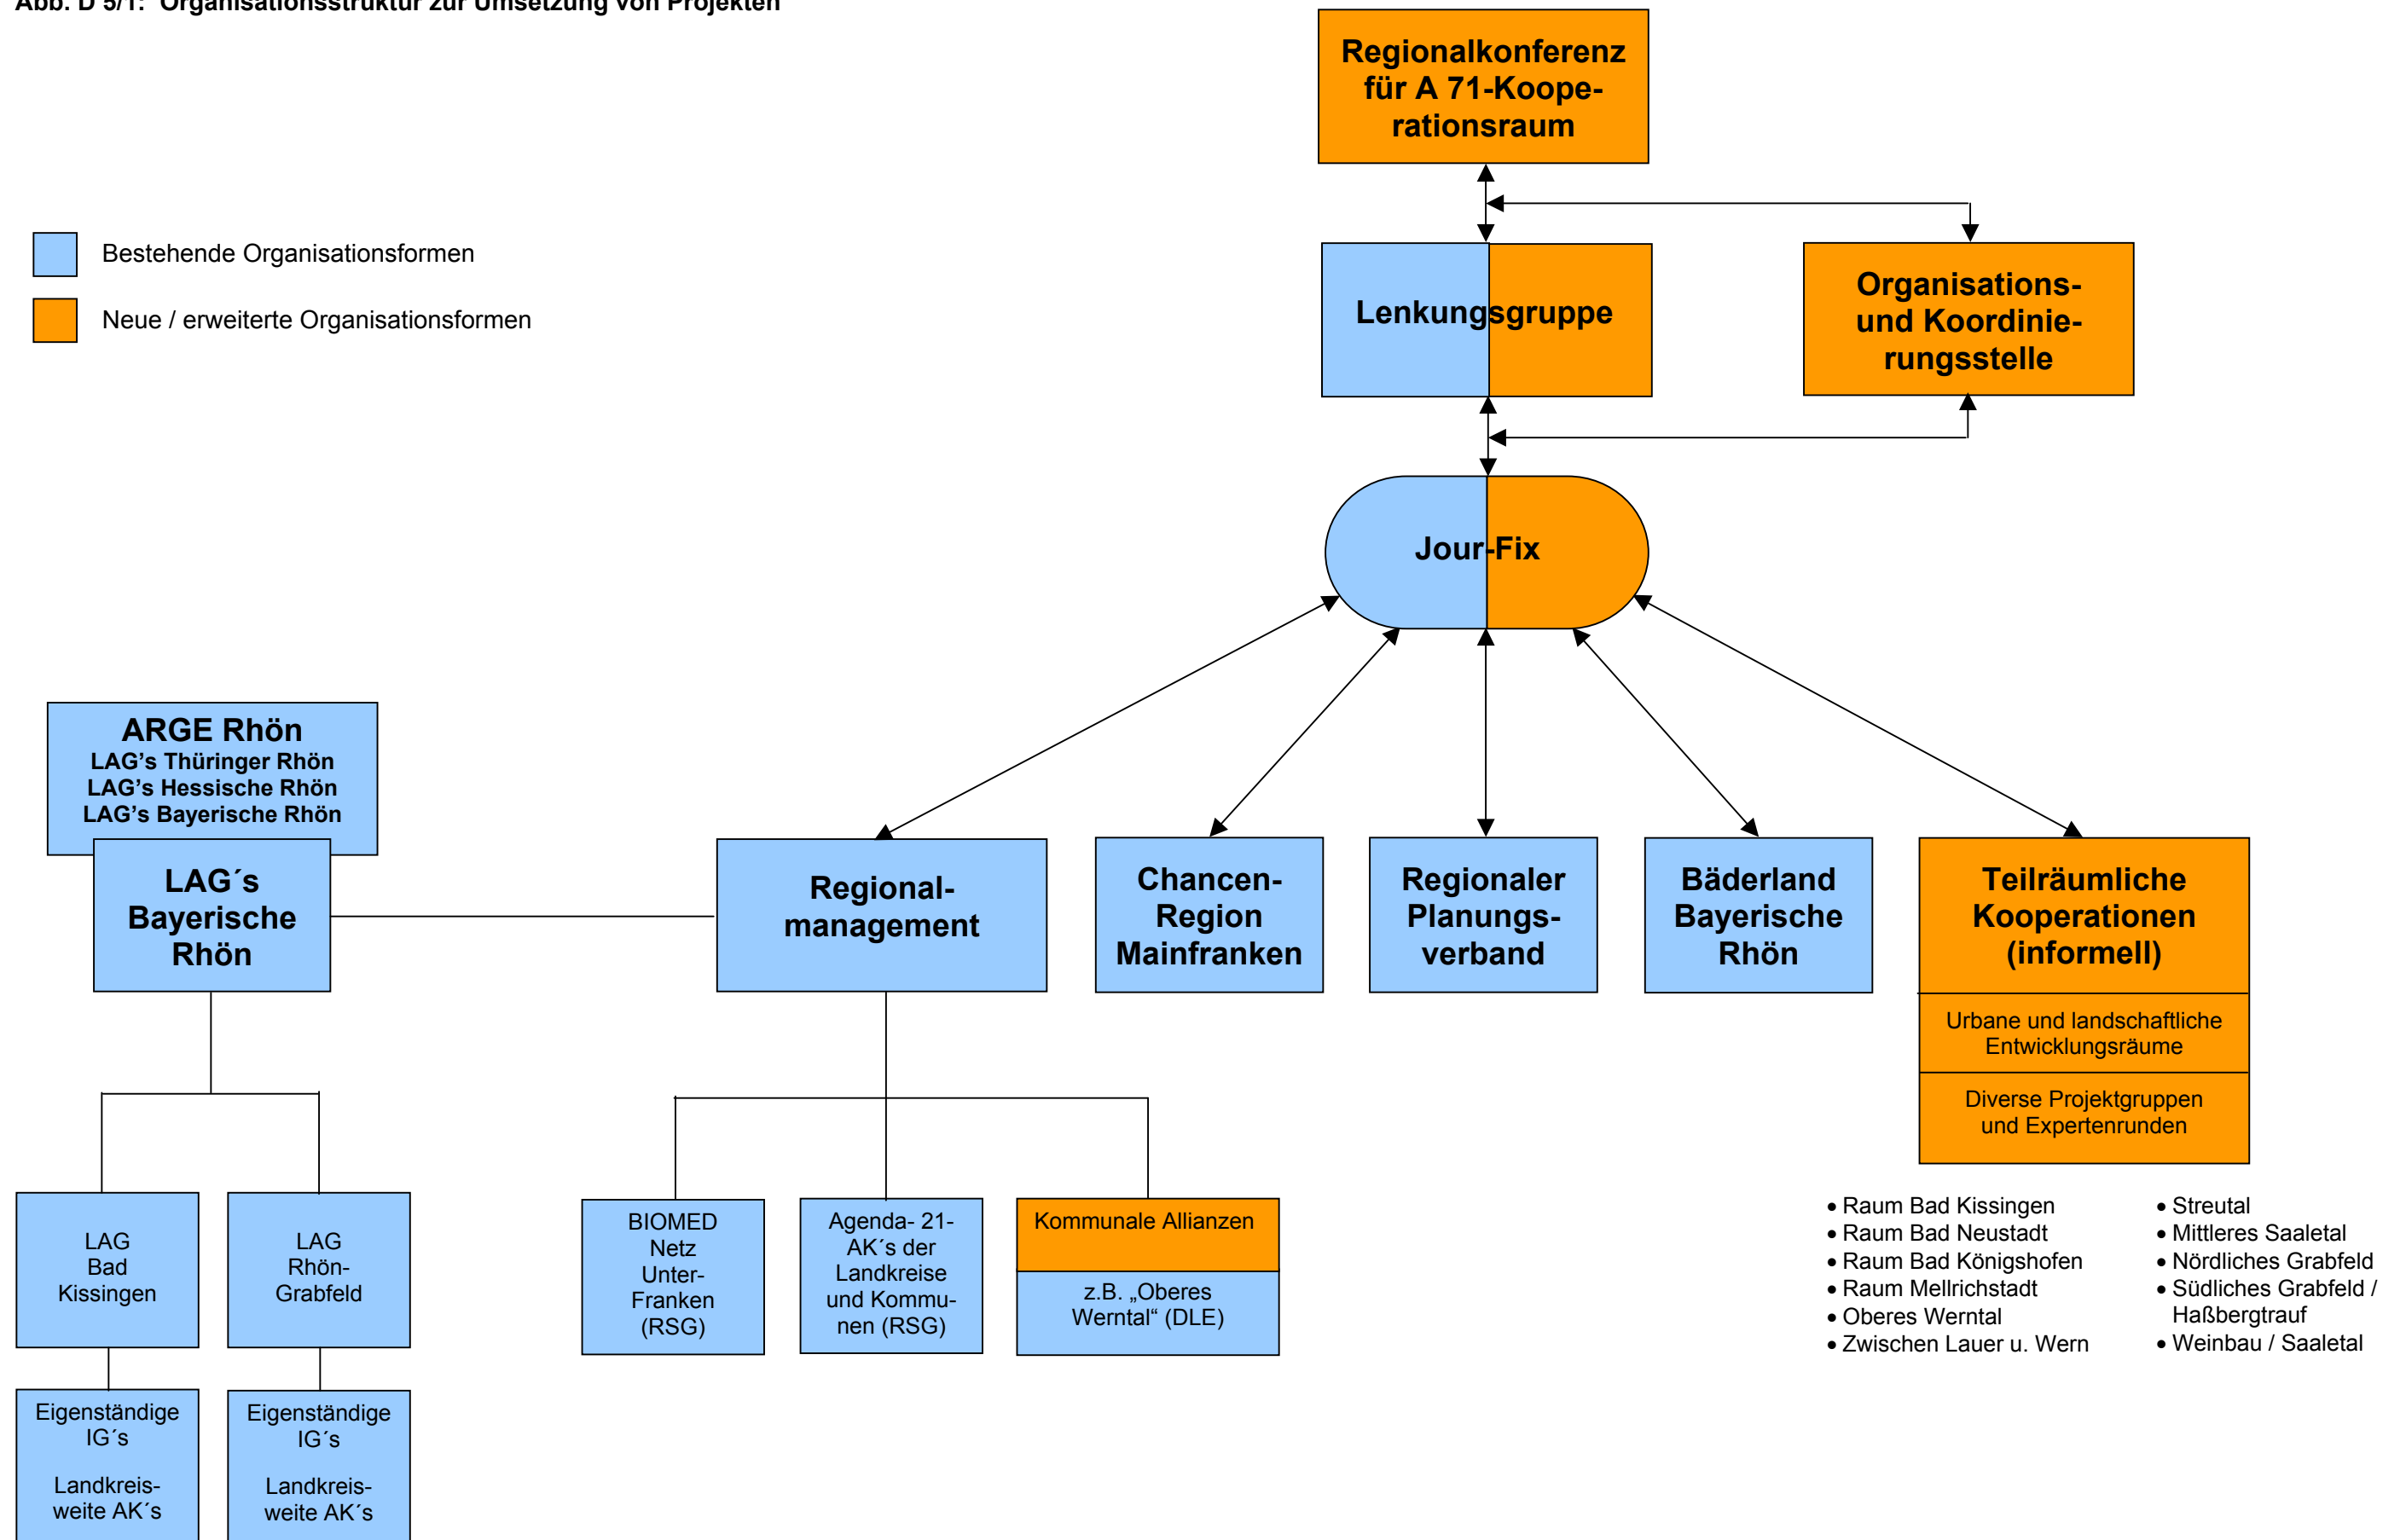 Abb. D 5/1: Organisationsstruktur zur Umsetzung von Projekten
Regionalkonferenz
für A 71-Koope-
rationsraum
Bestehende Organisationsformen
Neue / erweiterte Organisationsformen
Lenkungsgruppe
Organisations-
und Koordinie-
rungsstelle
Jour-Fix
ARGE Rhön
LAG's Thüringer Rhön
LAG's Hessische Rhön
LAG's Bayerische Rhön
LAG´s
Bayerische
Rhön
Regional-
management
Chancen-
Region
Mainfranken
Regionaler
Planungs-
verband
Bäderland
Bayerische
Rhön
Teilräumliche
Kooperationen
(informell)
Urbane und landschaftliche
Entwicklungsräume
Diverse Projektgruppen
und Expertenrunden
LAG
Bad
Kissingen
LAG
Rhön-
Grabfeld
BIOMED
Netz
Unter-
Franken
(RSG)
Agenda- 21-
AK´s der
Landkreise
und Kommu-
nen (RSG)
Kommunale Allianzen
z.B. „Oberes
Werntal“ (DLE)
• Raum Bad Kissingen
• Raum Bad Neustadt
• Raum Bad Königshofen
• Raum Mellrichstadt
• Oberes Werntal
• Zwischen Lauer u. Wern
• Streutal
• Mittleres Saaletal
• Nördliches Grabfeld
• Südliches Grabfeld /
Haßbergtrauf
• Weinbau / Saaletal
Eigenständige
IG´s
Landkreis-
weite AK´s
Eigenständige
IG´s
Landkreis-
weite AK´s